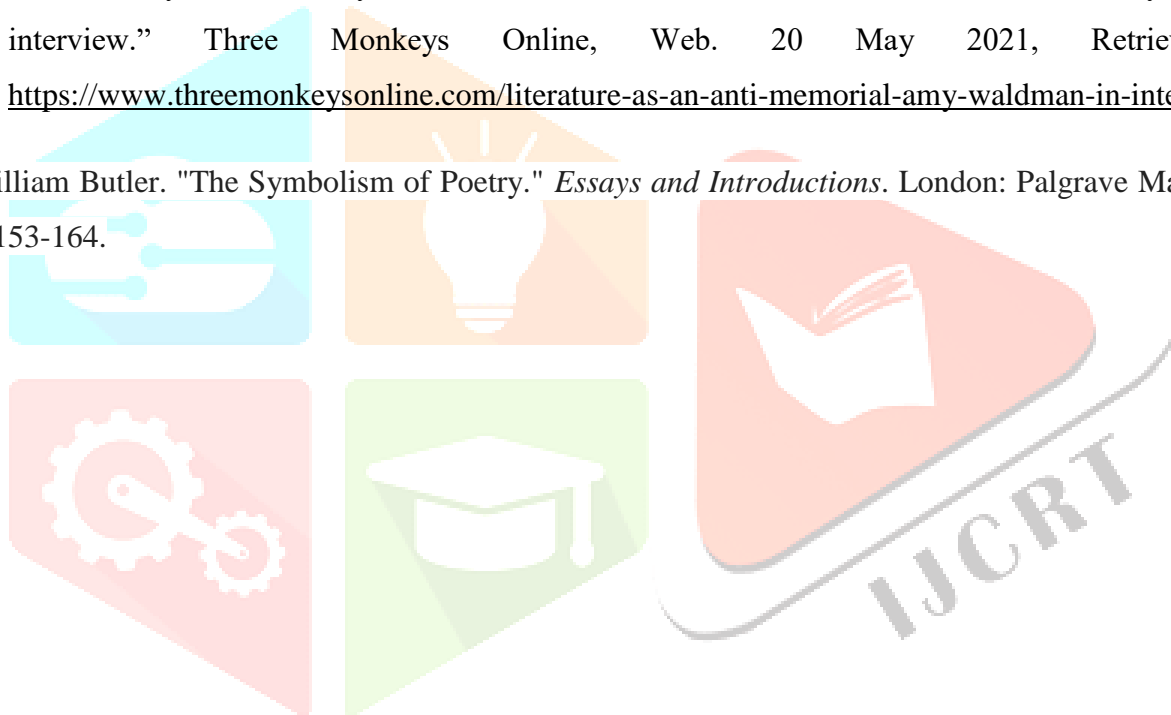 interview.” Three Monkeys Online, Web. 20 May 2021,
https://www.threemonkeysonline.com/literature-as-an-anti-memorial-amy-waldman-in-inte
illiam Butler. "The Symbolism of Poetry." Essays and Introductions. London: Palgrave Ma
153-164.
IJCRT